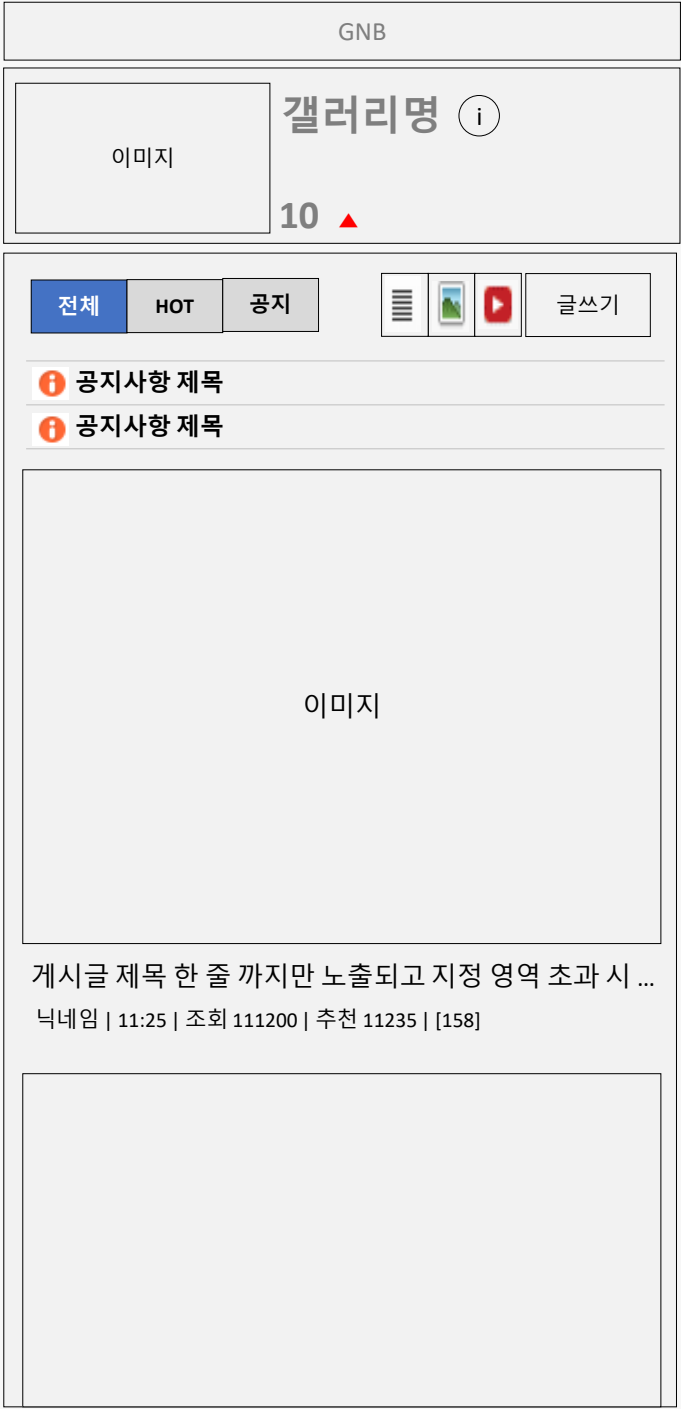 GNB
이미지
갤러리명 i
10 ▲
전체 HOT 공지 글쓰기
공지사항 제목
공지사항 제목
이미지
게시글 제목 한 줄 까지만 노출되고 지정 영역 초과 시 ...
닉네임 | 11:25 | 조회 111200 | 추천 11235 | [158]